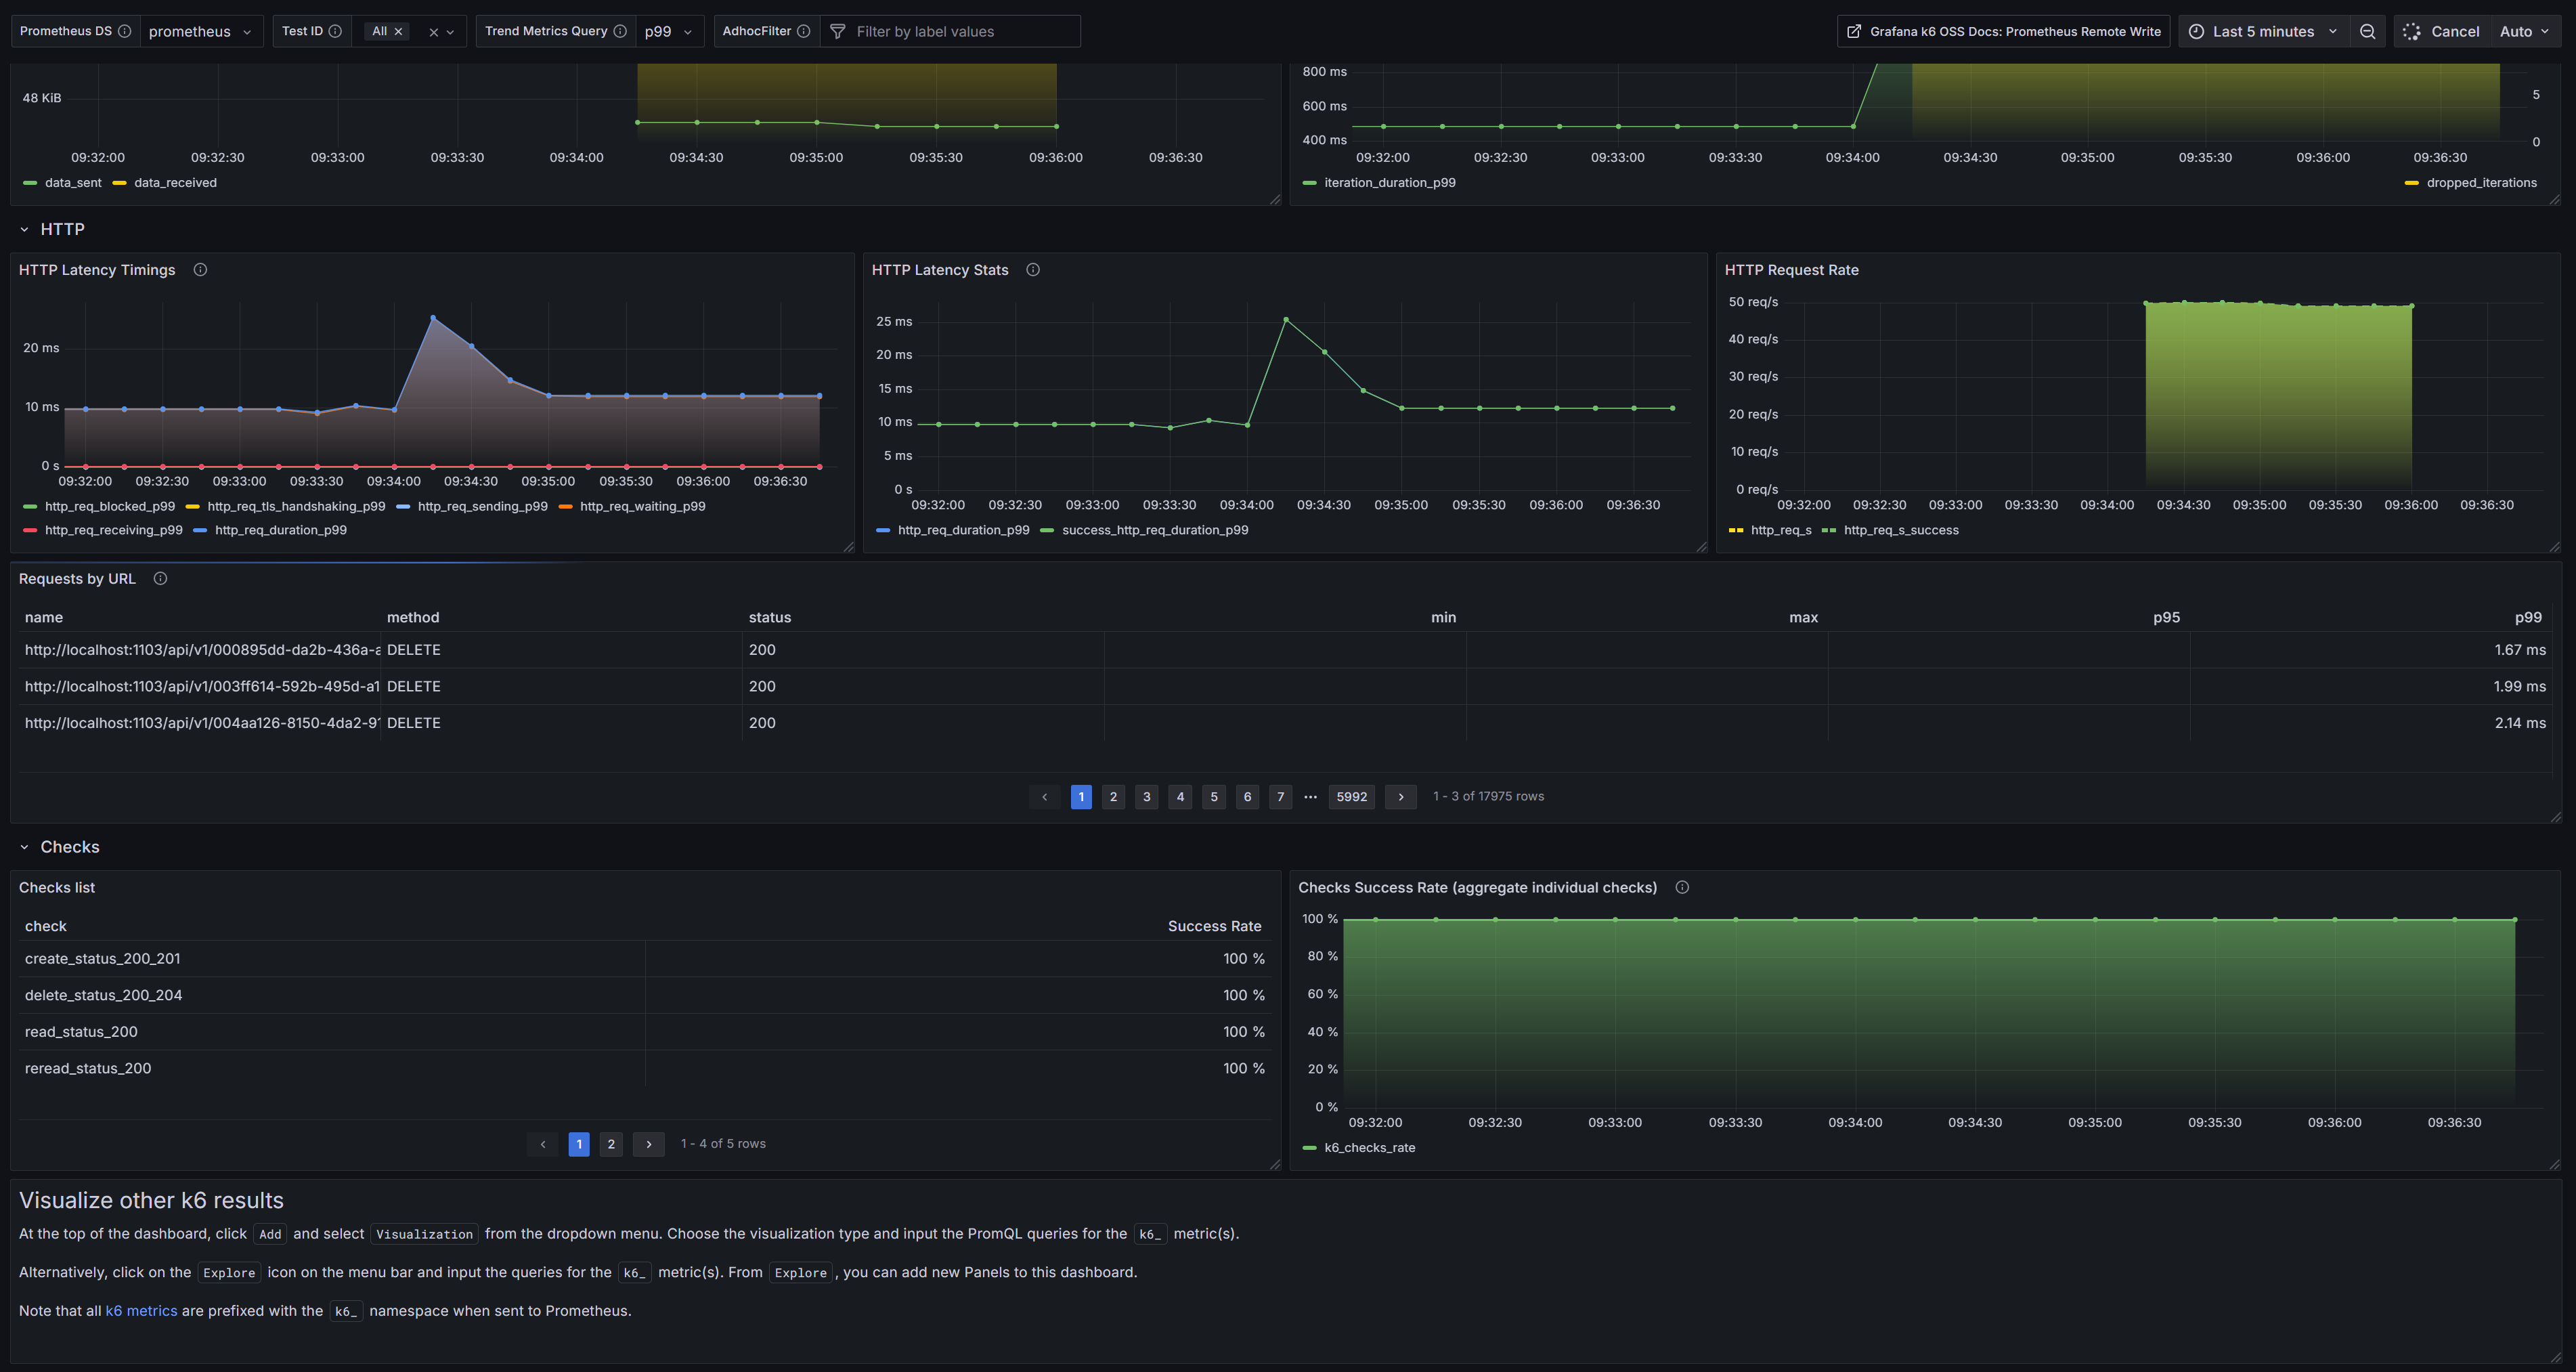 Prometheus DS prometheus Test ID All Trend Metrics Query p99 AdhocFilter Filter by label values Grafana k6 OSS Docs: Prometheus Remote Write Last 5 minutes Cancel Auto
48 KiB
09:32:00 09:32:30 09:33:00 09:33:30 09:34:00 09:34:30 09:35:00 09:35:30 09:36:00 09:36:30
data_sent data_received
800 ms
600 ms
400 ms
5
0
09:32:00 09:32:30 09:33:00 09:33:30 09:34:00 09:34:30 09:35:00 09:35:30 09:36:00 09:36:30
iteration_duration_p99 dropped_iterations
HTTP
HTTP Latency Timings
20 ms
10 ms
0 s
09:32:00 09:32:30 09:33:00 09:33:30 09:34:00 09:34:30 09:35:00 09:35:30 09:36:00 09:36:30
http_req_blocked_p99 http_req_tls_handshaking_p99 http_req_sending_p99 http_req_waiting_p99
http_req_receiving_p99 http_req_duration_p99
HTTP Latency Stats
25 ms
20 ms
15 ms
10 ms
5 ms
0 s
09:32:00 09:32:30 09:33:00 09:33:30 09:34:00 09:34:30 09:35:00 09:35:30 09:36:00 09:36:30
http_req_duration_p99 success_http_req_duration_p99
HTTP Request Rate
50 req/s
40 req/s
30 req/s
20 req/s
10 req/s
0 req/s
09:32:00 09:32:30 09:33:00 09:33:30 09:34:00 09:34:30 09:35:00 09:35:30 09:36:00 09:36:30
http_req_s http_req_s_success
Requests by URL
name method status min max p95 p99
http://localhost:1103/api/v1/000895dd-da2b-436a-a DELETE 200 1.67 ms
http://localhost:1103/api/v1/003ff614-592b-495d-a1 DELETE 200 1.99 ms
http://localhost:1103/api/v1/004aa126-8150-4da2-91 DELETE 200 2.14 ms
1 2 3 4 5 6 7 ... 5992 1 - 3 of 17975 rows
Checks
Checks list
check Success Rate
create_status_200_201 100 %
delete_status_200_204 100 %
read_status_200 100 %
reread_status_200 100 %
1 2 1 - 4 of 5 rows
Checks Success Rate (aggregate individual checks)
100 %
80 %
60 %
40 %
20 %
0 %
09:32:00 09:32:30 09:33:00 09:33:30 09:34:00 09:34:30 09:35:00 09:35:30 09:36:00 09:36:30
k6_checks_rate
Visualize other k6 results
At the top of the dashboard, click Add and select Visualization from the dropdown menu. Choose the visualization type and input the PromQL queries for the k6_ metric(s).
Alternatively, click on the Explore icon on the menu bar and input the queries for the k6_ metric(s). From Explore, you can add new Panels to this dashboard.
Note that all k6 metrics are prefixed with the k6_ namespace when sent to Prometheus.